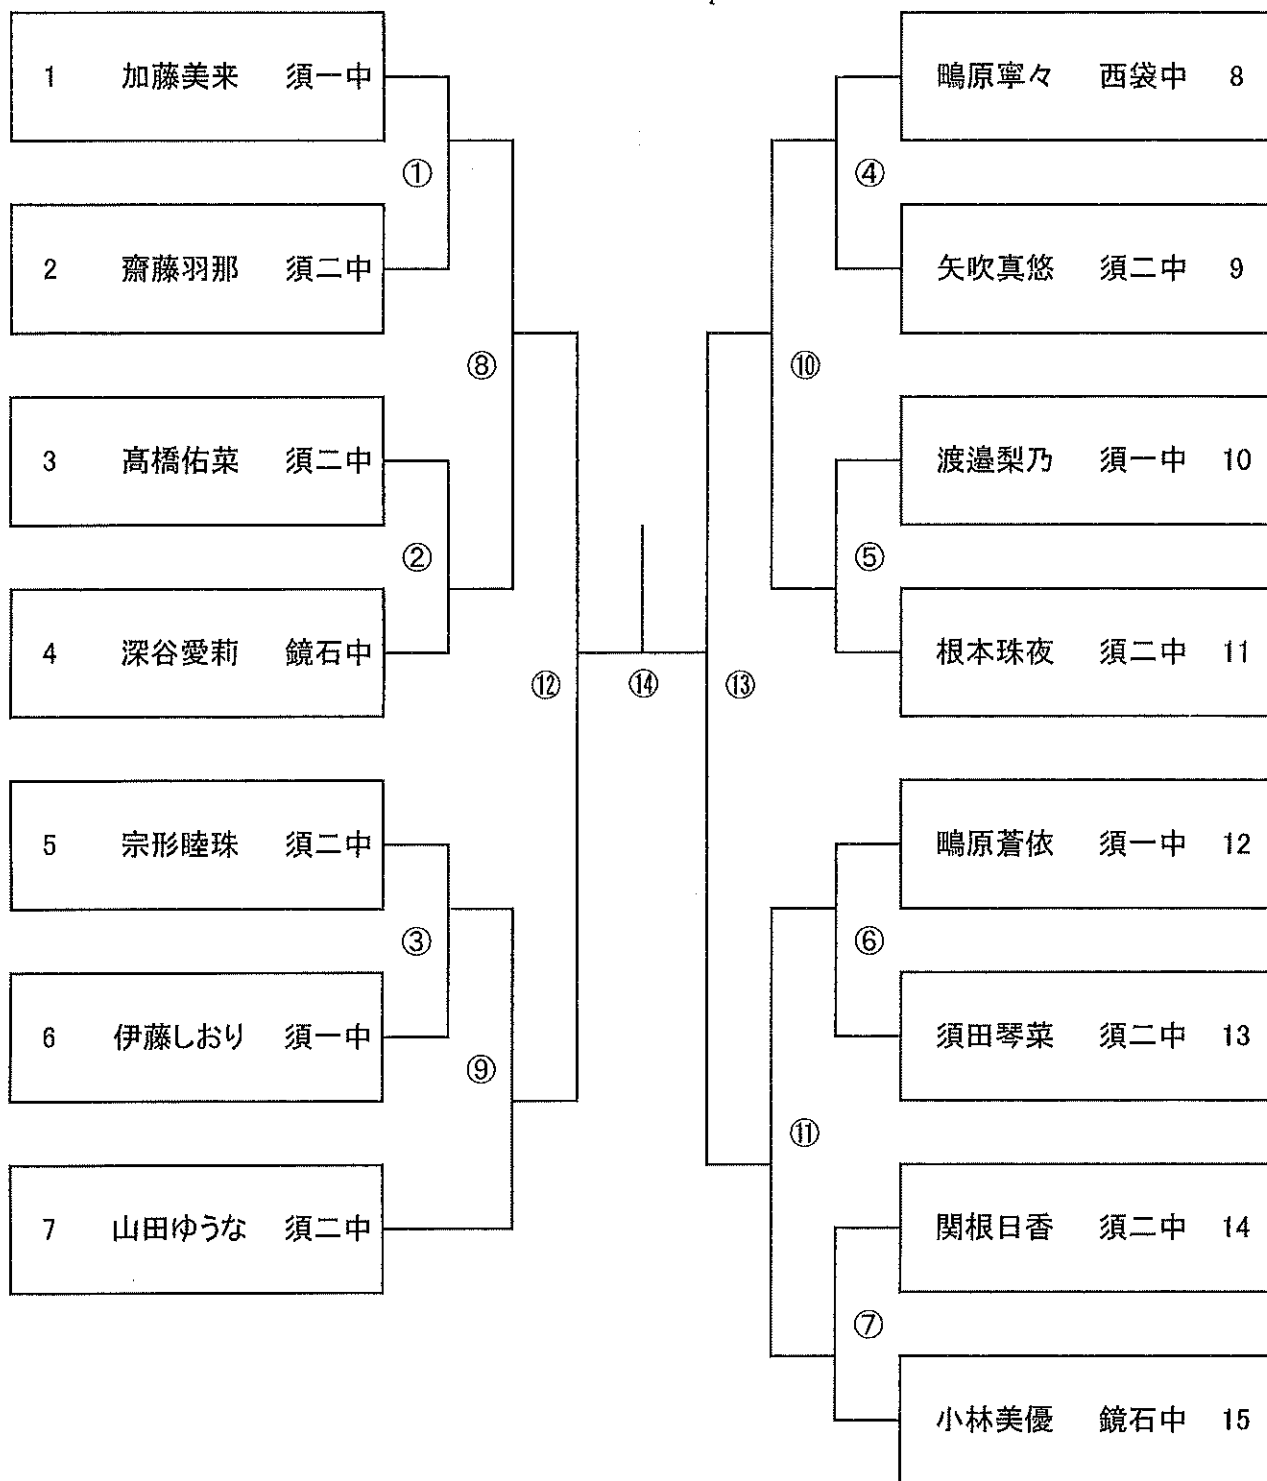 1 加藤美来 須一中
①
2 齋藤羽那 須二中
⑧
3 髙橋佑菜 須二中
②
4 深谷愛莉 鏡石中
⑫
5 宗形睦珠 須二中
③
6 伊藤しおり 須一中
⑨
7 山田ゆうな 須二中
⑭
鴫原寧々 西袋中 8
④
矢吹真悠 須二中 9
⑩
渡邉梨乃 須一中 10
⑤
根本珠夜 須二中 11
⑬
鴫原蒼依 須一中 12
⑥
須田琴菜 須二中 13
⑪
関根日香 須二中 14
⑦
小林美優 鏡石中 15